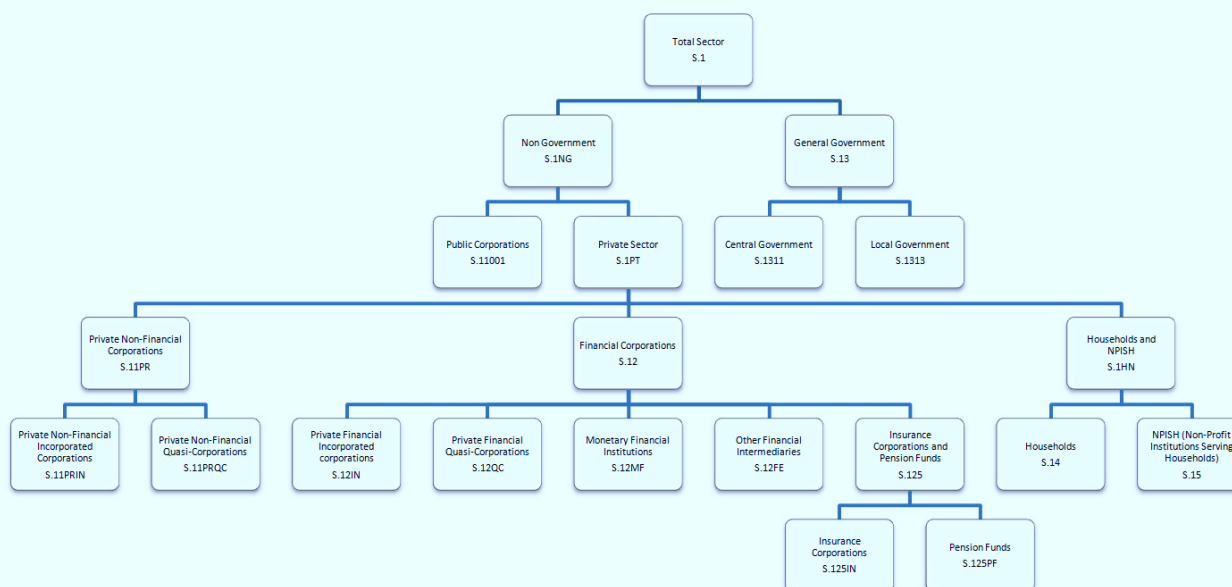 Total Sector
S.1
Non Government
S.1NG
General Government
S.13
Public Corporations
S.11001
Private Sector
S.1PT
Central Government
S.1311
Local Government
S.1313
Private Non-Financial
Corporations
S.11PR
Financial Corporations
S.12
Households and
NPISH
S.1HN
Private Non-Financial
Incorporated
Corporations
S.11PRIN
Private Non-Financial
Quasi-Corporations
S.11PRQC
Private Financial
Incorporated
corporations
S.12IN
Private Financial
Quasi-Corporations
S.12QC
Monetary Financial
Institutions
S.12MF
Other Financial
Intermediaries
S.12FE
Insurance
Corporations and
Pension Funds
S.125
Households
S.14
NPISH (Non-Profit
Institutions Serving
Households)
S.15
Insurance
Corporations
S.125IN
Pension Funds
S.125PF